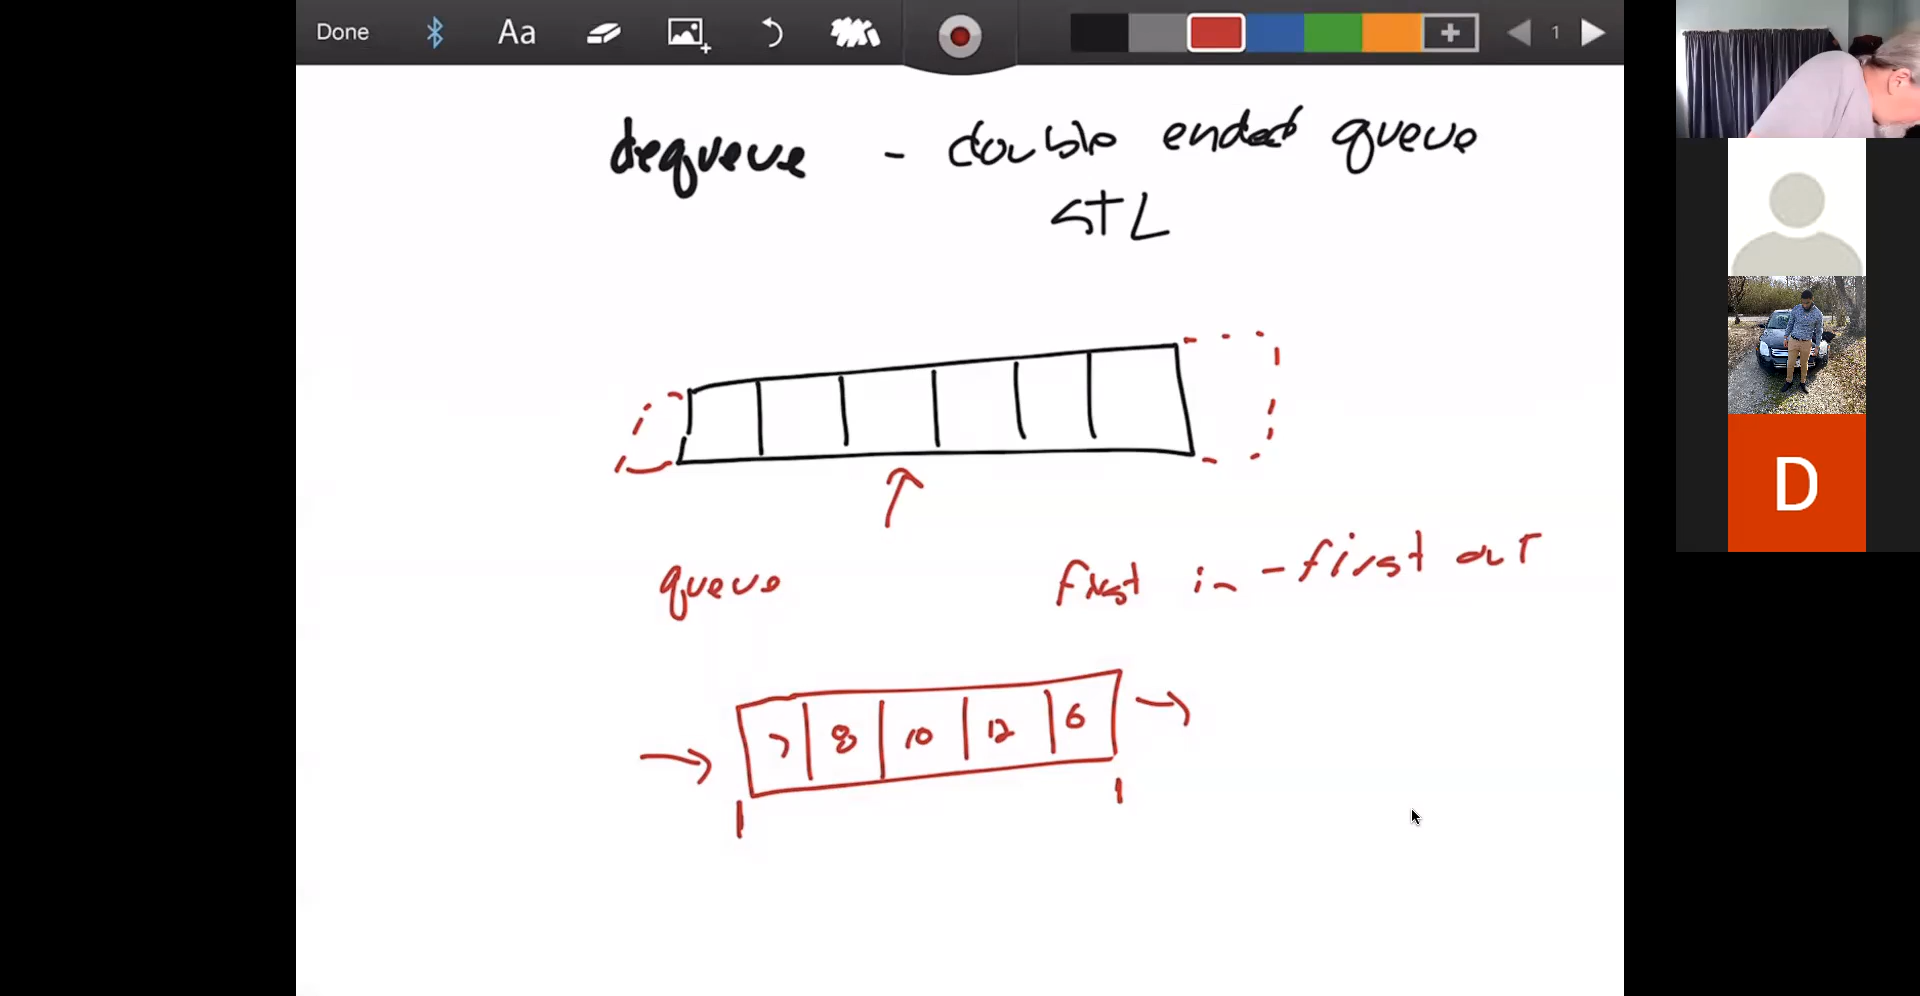 Done Aa 1
dequeue - double ended queue
STL
D
queue first in - first out
7 8 10 12 6